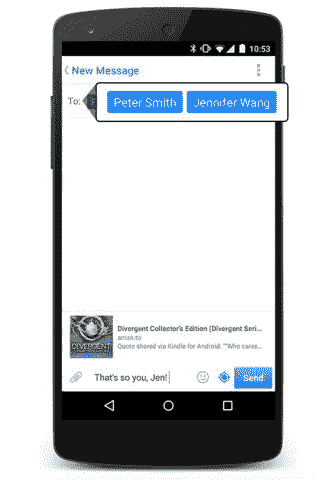 10:53
New Message
To: Peter Smith Jennifer Wang
Divergent Collector's Edition (Divergent Seri...
amzn.to
Quote shared via Kindle for Android: ""Who cares...
DIVERGENT
That's so you, Jen!
Send